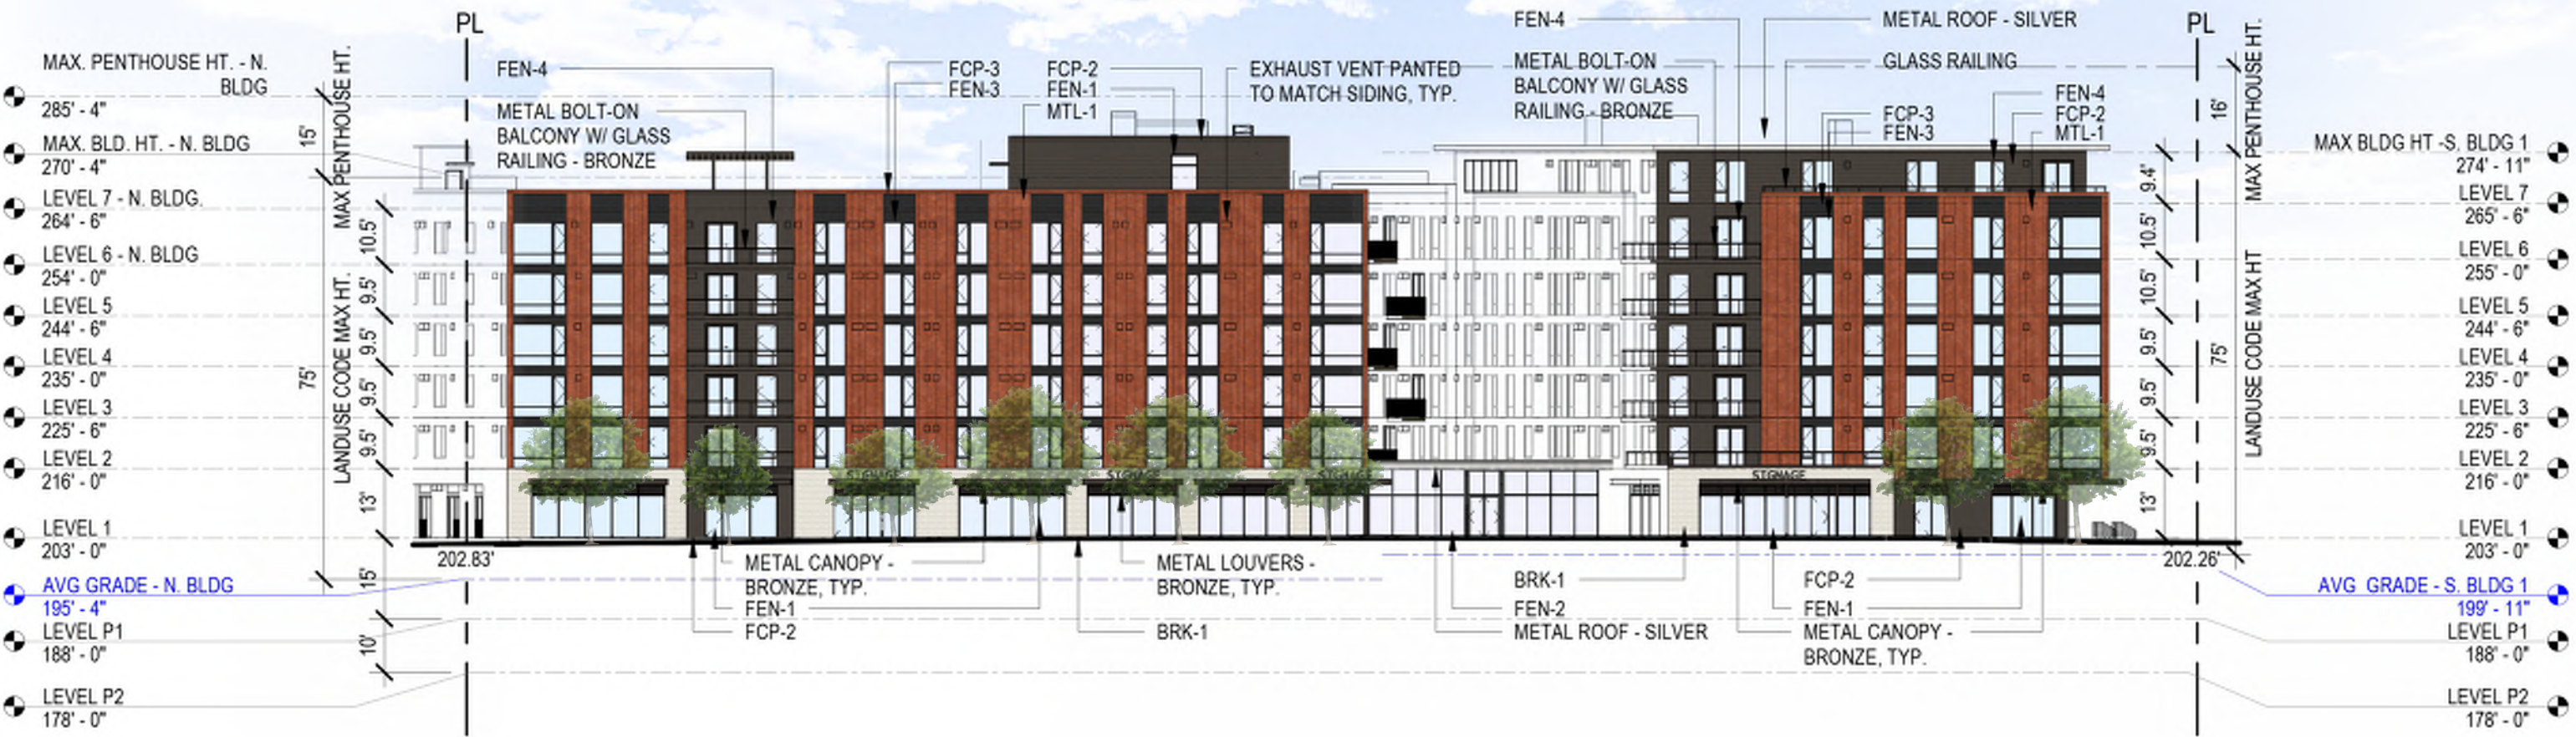 PL
PL
MAX. PENTHOUSE HT. - N.
BLDG
285' - 4"
MAX. BLD. HT. - N. BLDG
270' - 4"
LEVEL 7 - N. BLDG.
264' - 6"
LEVEL 6 - N. BLDG
254' - 0"
LEVEL 5
244' - 6"
LEVEL 4
235' - 0"
LEVEL 3
225' - 6"
LEVEL 2
216' - 0"
LEVEL 1
203' - 0"
AVG GRADE - N. BLDG
195' - 4"
LEVEL P1
188' - 0"
LEVEL P2
178' - 0"
15'
75'
MAX PENTHOUSE HT.
LANDUSE CODE MAX HT.
10.5'
9.5'
9.5'
9.5'
9.5'
13'
15'
10'
202.83'
FEN-4
METAL BOLT-ON
BALCONY W/ GLASS
RAILING - BRONZE
FCP-3
FEN-3
FCP-2
FEN-1
MTL-1
EXHAUST VENT PANTED
TO MATCH SIDING, TYP.
FEN-4
METAL BOLT-ON
BALCONY W/ GLASS
RAILING - BRONZE
METAL ROOF - SILVER
GLASS RAILING
FCP-3
FEN-3
FEN-4
FCP-2
MTL-1
SIGNAGE
SIGNAGE
SIGNAGE
SIGNAGE
METAL CANOPY -
BRONZE, TYP.
FEN-1
FCP-2
METAL LOUVERS -
BRONZE, TYP.
BRK-1
BRK-1
FEN-2
METAL ROOF - SILVER
FCP-2
FEN-1
METAL CANOPY -
BRONZE, TYP.
202.26'
9.4'
10.5'
10.5'
9.5'
9.5'
9.5'
13'
16'
75'
MAX PENTHOUSE HT.
LANDUSE CODE MAX HT
MAX BLDG HT -S. BLDG 1
274' - 11"
LEVEL 7
265' - 6"
LEVEL 6
255' - 0"
LEVEL 5
244' - 6"
LEVEL 4
235' - 0"
LEVEL 3
225' - 6"
LEVEL 2
216' - 0"
LEVEL 1
203' - 0"
AVG GRADE - S. BLDG 1
199' - 11"
LEVEL P1
188' - 0"
LEVEL P2
178' - 0"